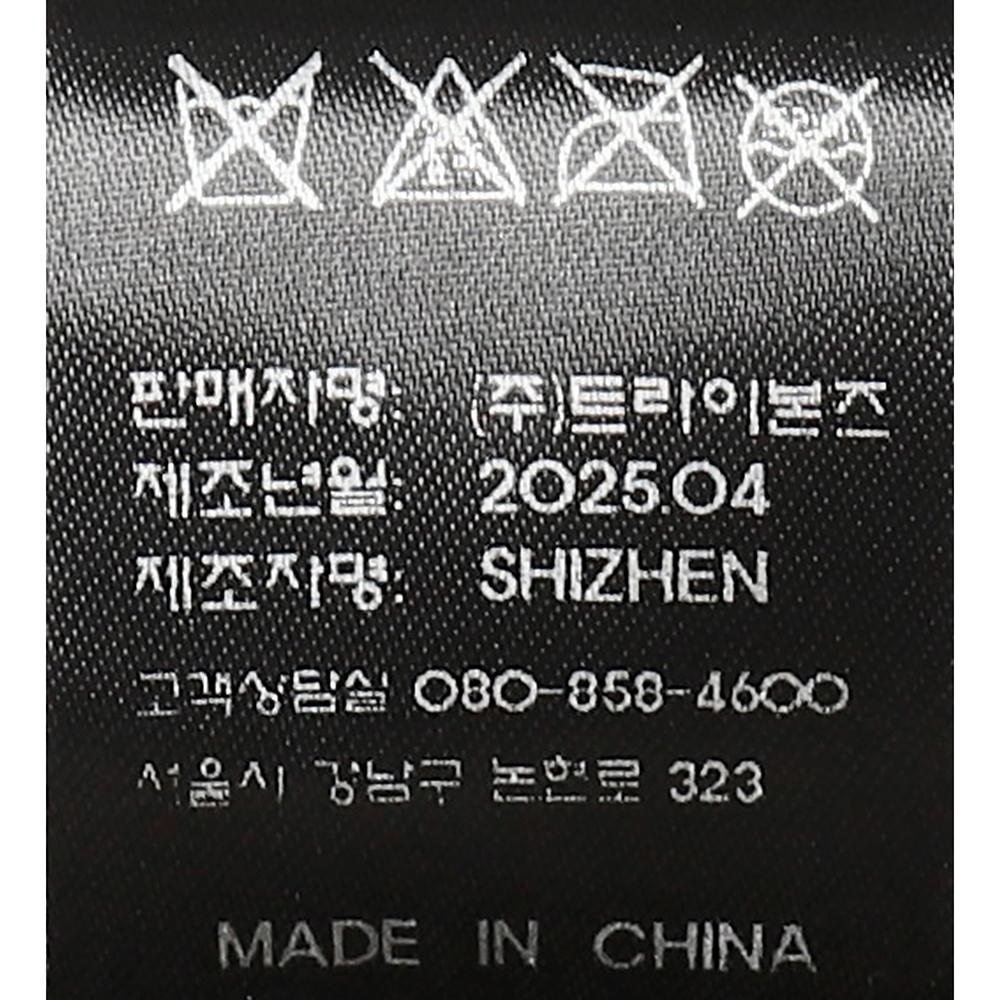 판매자명: (주)트라이본즈
제조년월: 2025.04
제조자명: SHIZHEN
고객상담실 080-858-4600
서울시 강남구 논현로 323
MADE IN CHINA